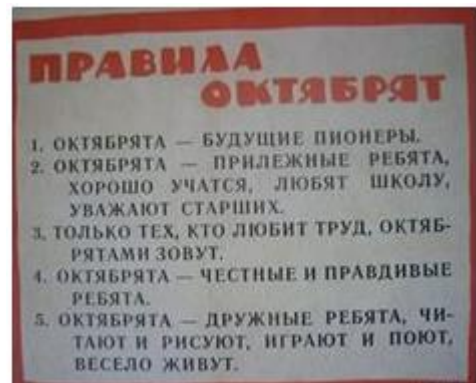 ПРАВИЛА
ОКТЯБРЯТ
1. ОКТЯБРЯТА — БУДУЩИЕ ПИОНЕРЫ.
2. ОКТЯБРЯТА — ПРИЛЕЖНЫЕ РЕБЯТА,
ХОРОШО УЧАТСЯ, ЛЮБЯТ ШКОЛУ,
УВАЖАЮТ СТАРШИХ.
3. ТОЛЬКО ТЕХ, КТО ЛЮБИТ ТРУД, ОКТЯБ-
РЯТАМИ ЗОВУТ.
4. ОКТЯБРЯТА — ЧЕСТНЫЕ И ПРАВДИВЫЕ
РЕБЯТА.
5. ОКТЯБРЯТА — ДРУЖНЫЕ РЕБЯТА, ЧИ-
ТАЮТ И РИСУЮТ, ИГРАЮТ И ПОЮТ,
ВЕСЕЛО ЖИВУТ.